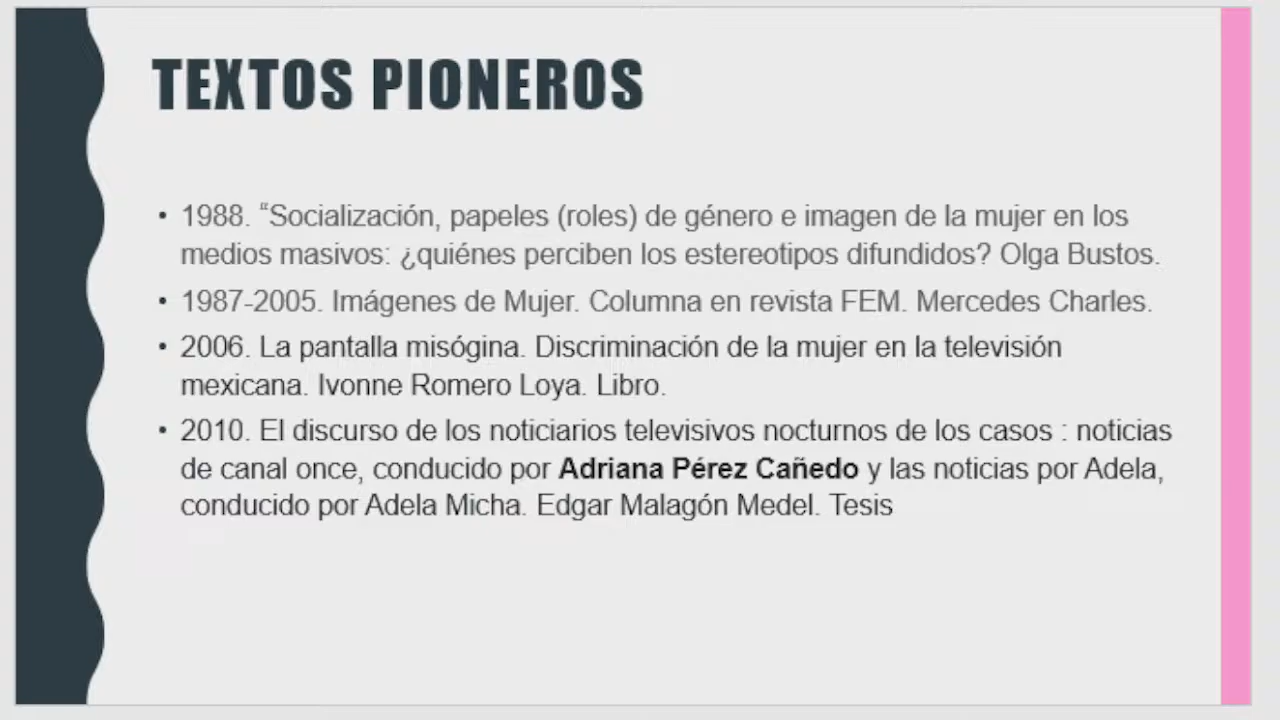 TEXTOS PIONEROS
• 1988. “Socialización, papeles (roles) de género e imagen de la mujer en los
medios masivos: ¿quiénes perciben los estereotipos difundidos? Olga Bustos.
• 1987-2005. Imágenes de Mujer. Columna en revista FEM. Mercedes Charles.
• 2006. La pantalla misógina. Discriminación de la mujer en la televisión
mexicana. Ivonne Romero Loya. Libro.
• 2010. El discurso de los noticiarios televisivos nocturnos de los casos : noticias
de canal once, conducido por Adriana Pérez Cañedo y las noticias por Adela,
conducido por Adela Micha. Edgar Malagón Medel. Tesis